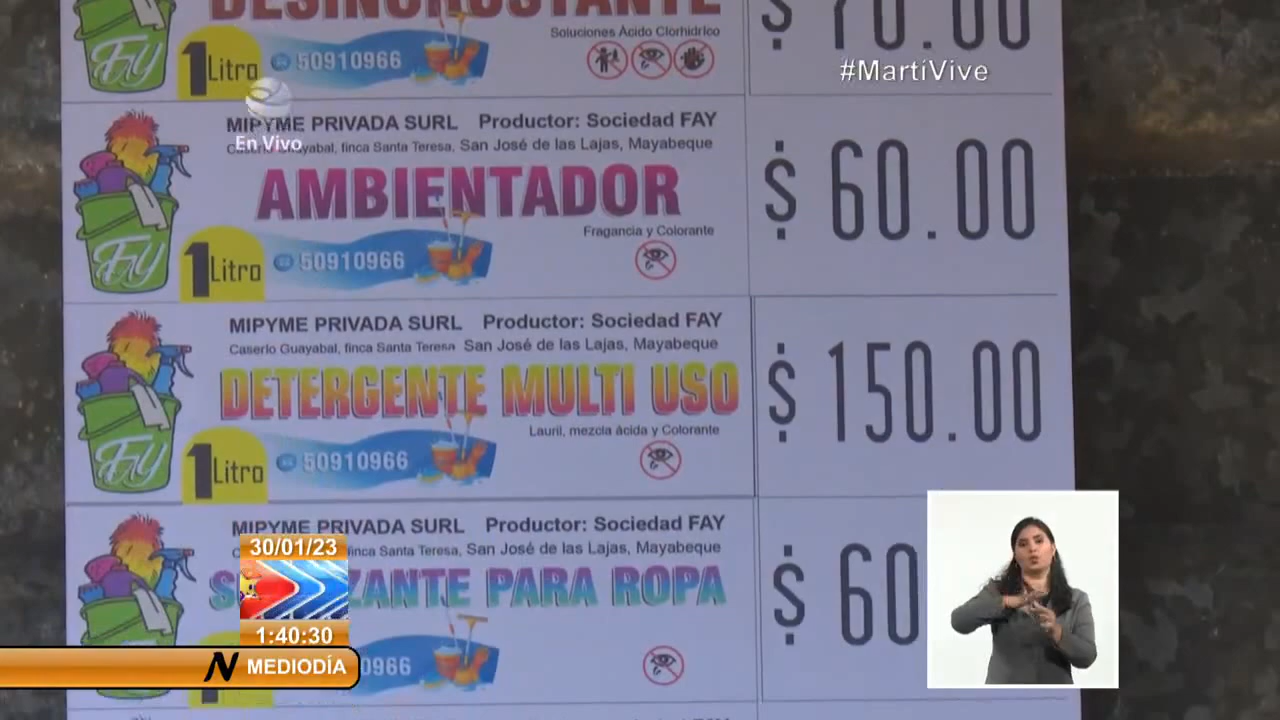 DESINCRUSTANTE
$ 70.00
Soluciones Ácido Clorhídrico
1 Litro
50910966
#MartiVive
MIPYME PRIVADA SURL Productor: Sociedad FAY
En Vivo
Caserío Guayabal, finca Santa Teresa, San José de las Lajas, Mayabeque
AMBIENTADOR
$ 60.00
Fragancia y Colorante
FAY
1 Litro
50910966
MIPYME PRIVADA SURL Productor: Sociedad FAY
Caserío Guayabal, finca Santa Teresa San José de las Lajas, Mayabeque
DETERGENTE MULTI USO
$ 150.00
Lauril, mezcla ácida y Colorante
FAY
1 Litro
50910966
MIPYME PRIVADA SURL Productor: Sociedad FAY
30/01/23
finca Santa Teresa, San José de las Lajas, Mayabeque
PARA ROPA
$ 60
1:40:30
N MEDIODÍA
0966